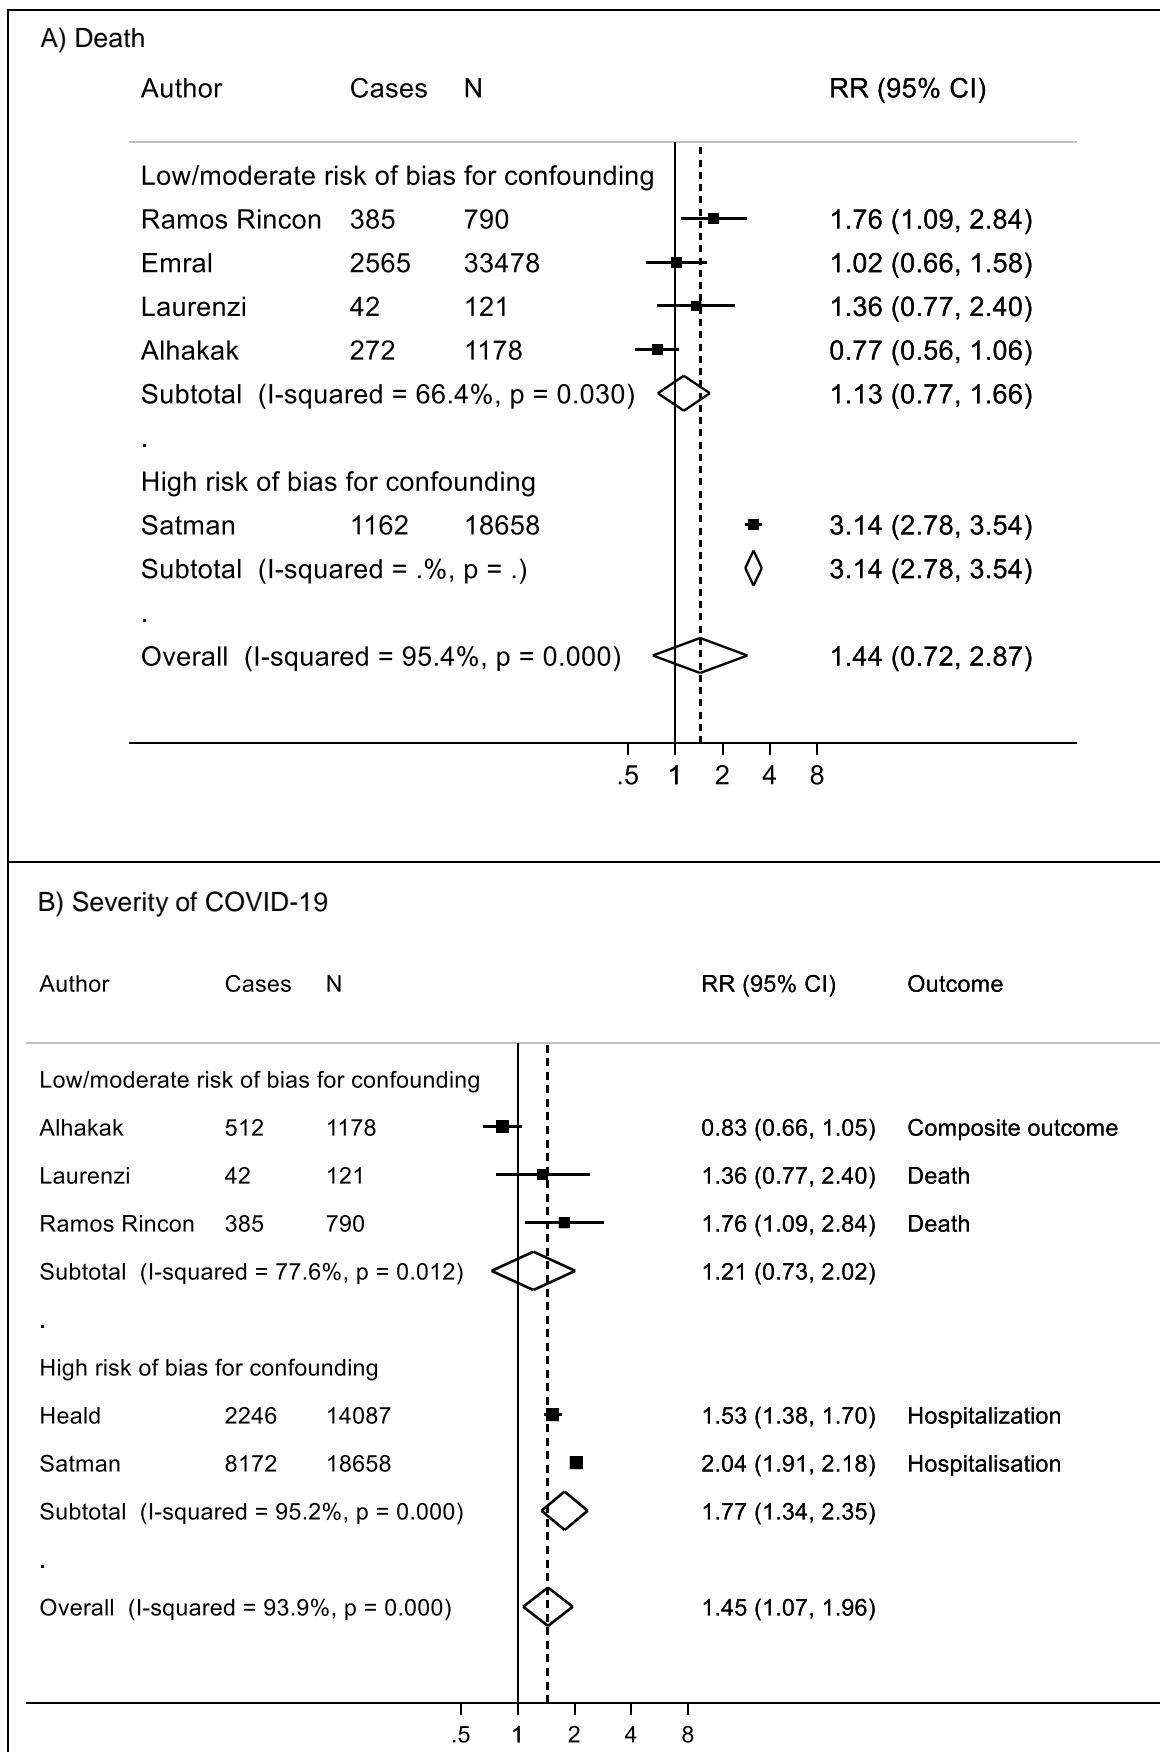 A) Death
Author Cases N RR (95% CI)
Low/moderate risk of bias for confounding
Ramos Rincon 385 790 1.76 (1.09, 2.84)
Emral 2565 33478 1.02 (0.66, 1.58)
Laurenzi 42 121 1.36 (0.77, 2.40)
Alhakak 272 1178 0.77 (0.56, 1.06)
Subtotal (I-squared = 66.4%, p = 0.030) 1.13 (0.77, 1.66)
.
High risk of bias for confounding
Satman 1162 18658 3.14 (2.78, 3.54)
Subtotal (I-squared = .%, p = .) 3.14 (2.78, 3.54)
.
Overall (I-squared = 95.4%, p = 0.000) 1.44 (0.72, 2.87)
.5 1 2 4 8
B) Severity of COVID-19
Author Cases N RR (95% CI) Outcome
Low/moderate risk of bias for confounding
Alhakak 512 1178 0.83 (0.66, 1.05) Composite outcome
Laurenzi 42 121 1.36 (0.77, 2.40) Death
Ramos Rincon 385 790 1.76 (1.09, 2.84) Death
Subtotal (I-squared = 77.6%, p = 0.012) 1.21 (0.73, 2.02)
.
High risk of bias for confounding
Heald 2246 14087 1.53 (1.38, 1.70) Hospitalization
Satman 8172 18658 2.04 (1.91, 2.18) Hospitalisation
Subtotal (I-squared = 95.2%, p = 0.000) 1.77 (1.34, 2.35)
.
Overall (I-squared = 93.9%, p = 0.000) 1.45 (1.07, 1.96)
.5 1 2 4 8